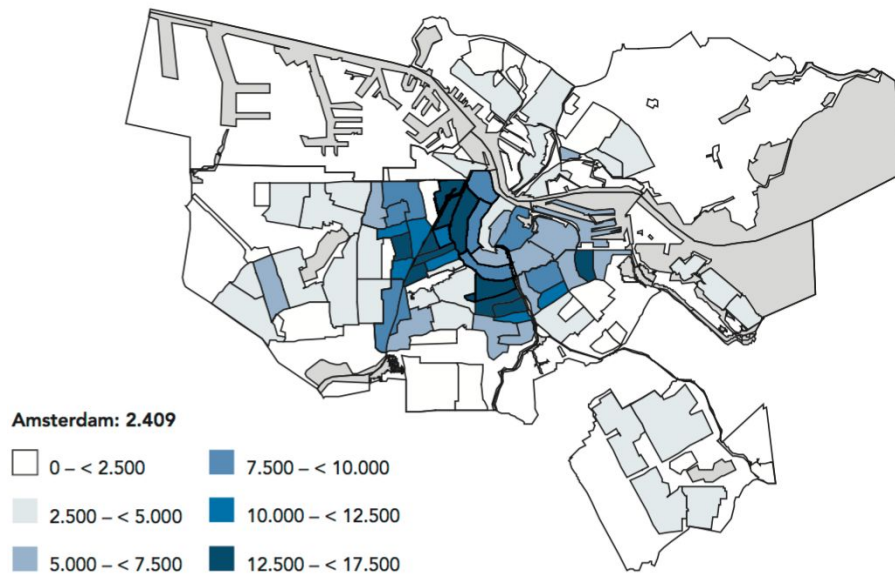 Amsterdam: 2.409
0 – < 2.500
2.500 – < 5.000
5.000 – < 7.500
7.500 – < 10.000
10.000 – < 12.500
12.500 – < 17.500